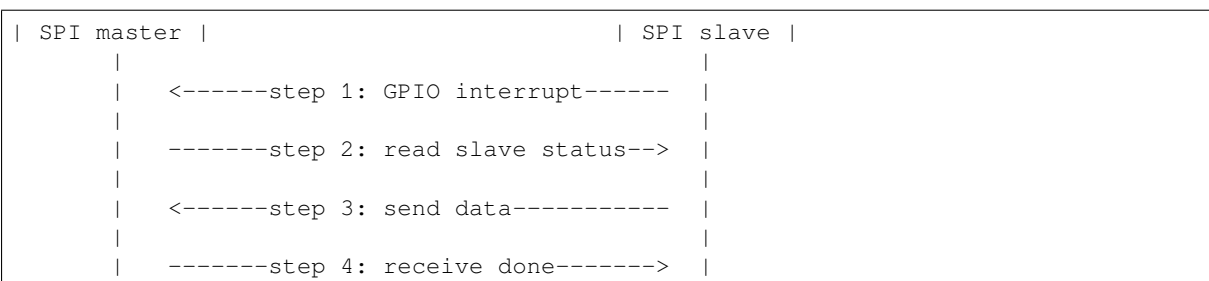 | SPI master |                              | SPI slave |
       |                                           |
       |   <------step 1: GPIO interrupt------  |
       |                                           |
       |   -------step 2: read slave status-->  |
       |                                           |
       |   <------step 3: send data-----------  |
       |                                           |
       |   -------step 4: receive done------->  |